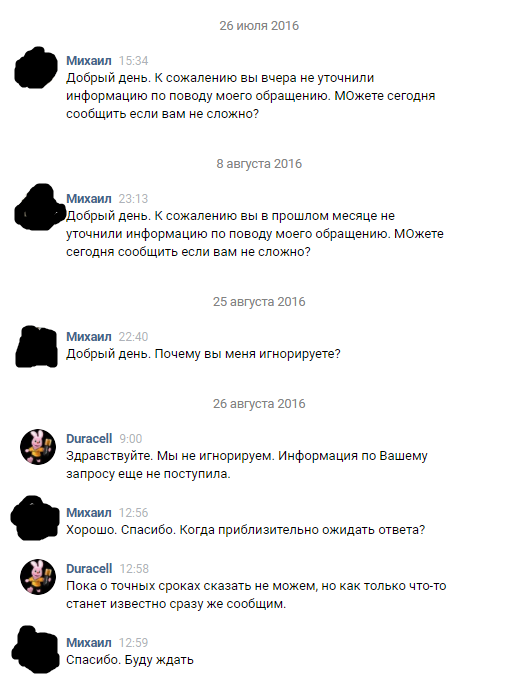 26 июля 2016
Михаил 15:34
Добрый день. К сожалению вы вчера не уточнили
информацию по поводу моего обращению. МОжете сегодня
сообщить если вам не сложно?
8 августа 2016
Михаил 23:13
Добрый день. К сожалению вы в прошлом месяце не
уточнили информацию по поводу моего обращению. МОжете
сегодня сообщить если вам не сложно?
25 августа 2016
Михаил 22:40
Добрый день. Почему вы меня игнорируете?
26 августа 2016
Duracell 9:00
Здравствуйте. Мы не игнорируем. Информация по Вашему
запросу еще не поступила.
Михаил 12:56
Хорошо. Спасибо. Когда приблизительно ожидать ответа?
Duracell 12:58
Пока о точных сроках сказать не можем, но как только что-то
станет известно сразу же сообщим.
Михаил 12:59
Спасибо. Буду ждать